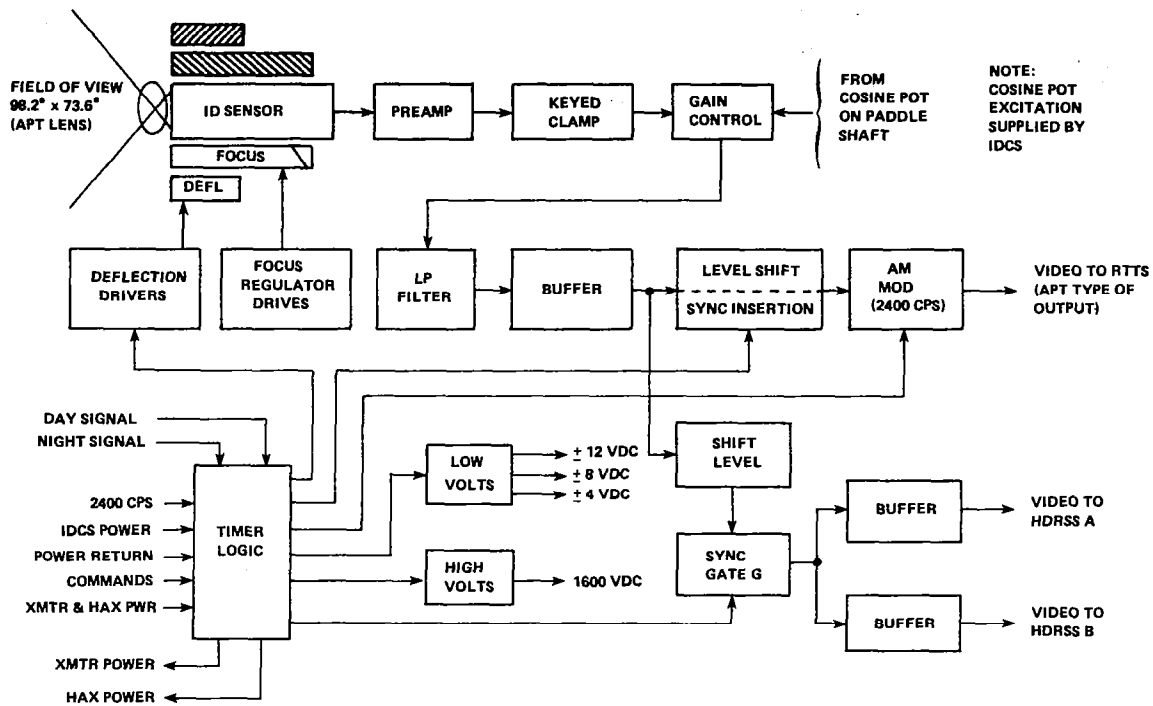 FIELD OF VIEW
98.2° x 73.6°
(APT LENS)
ID SENSOR
FOCUS
DEFL
PREAMP
KEYED
CLAMP
GAIN
CONTROL
FROM
COSINE POT
ON PADDLE
SHAFT
NOTE:
COSINE POT
EXCITATION
SUPPLIED BY
IDCS
DEFLECTION
DRIVERS
FOCUS
REGULATOR
DRIVES
LP
FILTER
BUFFER
LEVEL SHIFT
SYNC INSERTION
AM
MOD
(2400 CPS)
VIDEO TO RTTS
(APT TYPE OF
OUTPUT)
DAY SIGNAL
NIGHT SIGNAL
2400 CPS
IDCS POWER
POWER RETURN
COMMANDS
XMTR & HAX PWR
XMTR POWER
HAX POWER
TIMER
LOGIC
LOW
VOLTS
± 12 VDC
± 8 VDC
± 4 VDC
HIGH
VOLTS
1600 VDC
SHIFT
LEVEL
SYNC
GATE G
BUFFER
VIDEO TO
HDRSS A
BUFFER
VIDEO TO
HDRSS B